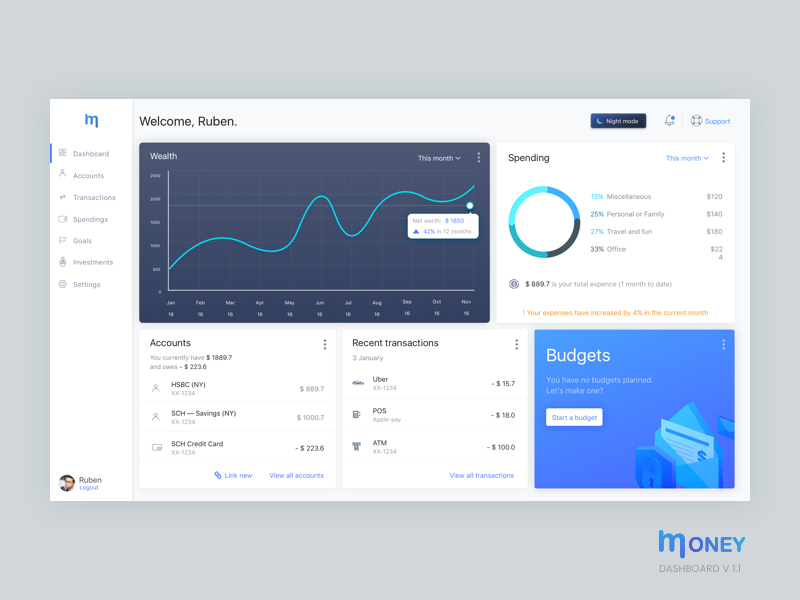 m
Welcome, Ruben.
Night mode
Support
Dashboard
Accounts
Transactions
Spendings
Goals
Investments
Settings
Ruben
Logout
Wealth
This month
2500
2000
1500
1000
500
0
Net worth: $ 1850
42% in 12 months.
Jan Feb Mar Apr May Jun Jul Aug Sep Oct Nov
16 16 16 16 16 16 16 16 16 16 16
Spending
This month
15% Miscellaneous $120
25% Personal or Family $140
27% Travel and fun $180
33% Office $22
4
$ 889.7 is your total expence (1 month to date)
! Your expenses have increased by 4% in the current month
Accounts
You currently have $ 1889.7
and owes - $ 223.6
HSBC (NY)
XX-1234
$ 889.7
SCH — Savings (NY)
XX-1234
$ 1000.7
SCH Credit Card
XX-1234
- $ 223.6
Link new
View all accounts
Recent transactions
3 January
Uber
XX-1234
- $ 15.7
POS
Apple-pay
- $ 18.0
ATM
XX-1234
- $ 100.0
View all transactions
Budgets
You have no budgets planned.
Let's make one?
Start a budget
$
mONEY
DASHBOARD V 1.1